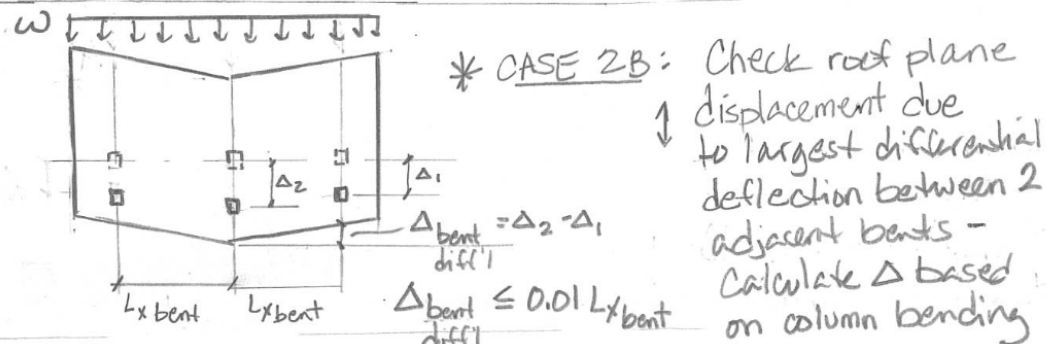 ω
* CASE 2B: Check roof plane
↕ displacement due
to largest differential
deflection between 2
adjacent bents -
Calculate Δ based
on column bending
Δ2
Δ1
Δbent diff'l = Δ2 - Δ1
Lx bent
Lx bent
Δbent diff'l ≤ 0.01 Lx bent